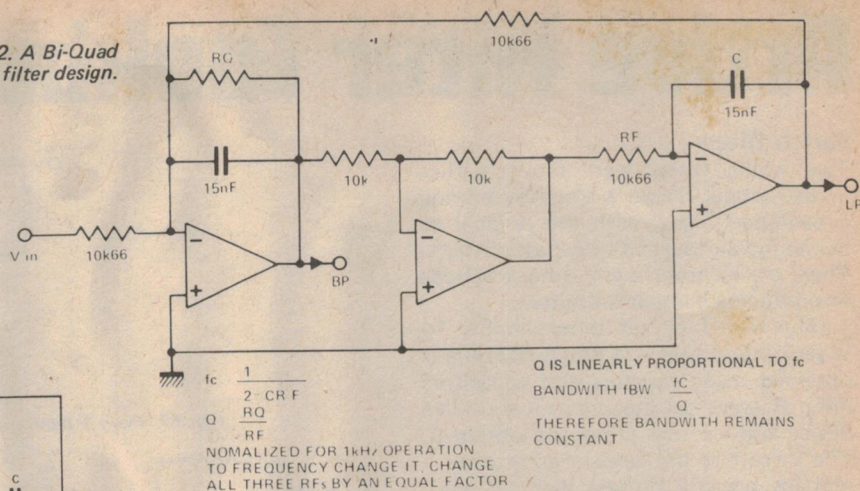 2. A Bi-Quad
filter design.
10k66
RQ
C
15nF
15nF
10k
10k
RF
10k66
V in
10k66
BP
LP
fc 1
2 CRF
Q RQ
RF
NOMALIZED FOR 1kHz OPERATION
TO FREQUENCY CHANGE IT, CHANGE
ALL THREE RFs BY AN EQUAL FACTOR
Q IS LINEARLY PROPORTIONAL TO fc
BANDWITH fBW fC
Q
THEREFORE BANDWITH REMAINS
CONSTANT
C